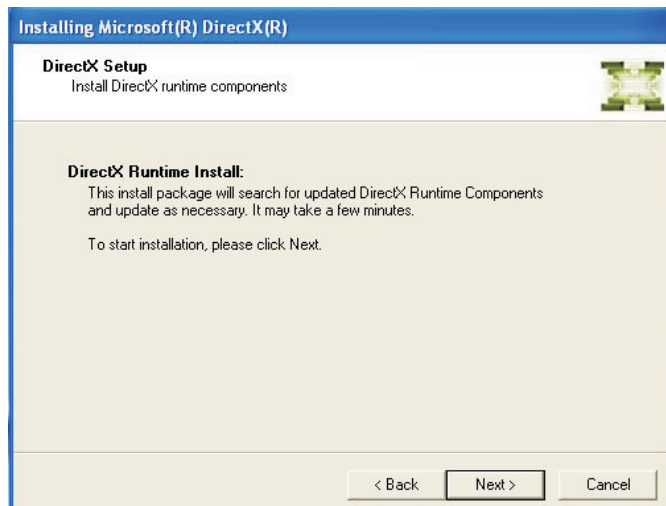 Installing Microsoft(R) DirectX(R)
DirectX Setup
Install DirectX runtime components
DirectX Runtime Install:
This install package will search for updated DirectX Runtime Components
and update as necessary. It may take a few minutes.
To start installation, please click Next.
< Back
Next >
Cancel